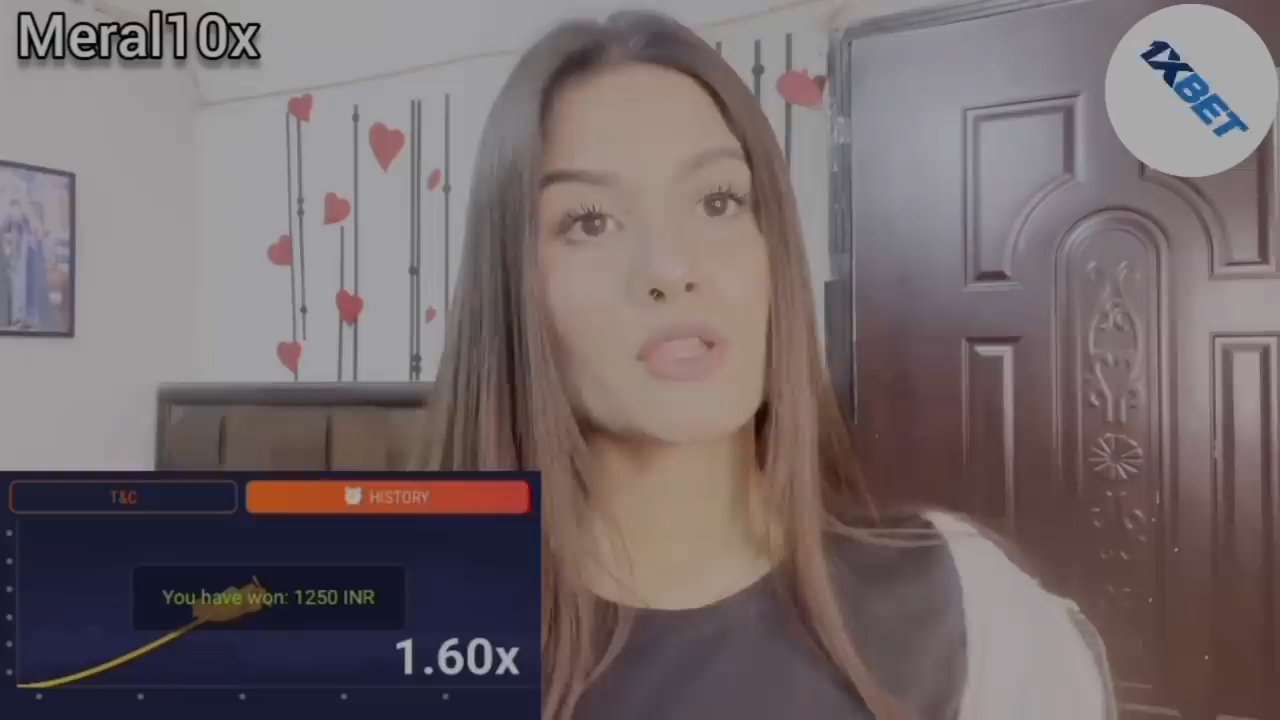 Meral10x
1XBET
T&C
HISTORY
You have won: 1250 INR
1.60x